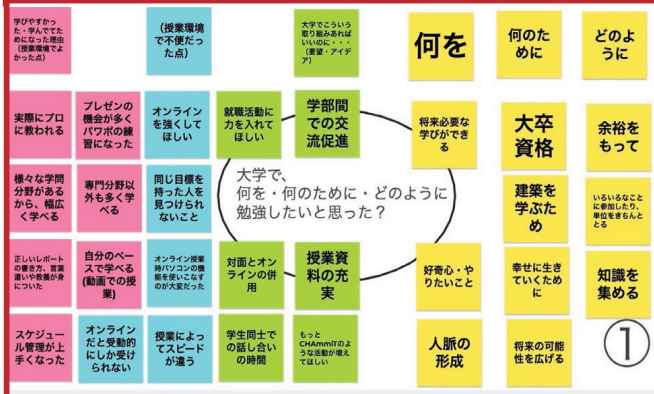 学びやすかっ
た・学んでてた
めになった理由
（授業環境でよ
かった点）
（授業環境
で不便だっ
た点）
大学でこういう
取り組みあれば
いいのに・・・
（要望・アイデ
ア）
何を
何のた
めに
どのよ
うに
実際にプロ
に教われる
プレゼンの
機会が多く
パワポの練
習になった
オンライン
を強くして
ほしい
就職活動に
力を入れて
ほしい
学部間
での交
流促進
将来必要な
学びができ
る
大卒
資格
余裕を
もって
様々な学問
分野がある
から、幅広
く学べる
専門分野以
外も多く学
べる
同じ目標を
持った人を
見つけられ
ないこと
大学で、
何を・何のために・どのように
勉強したいと思った？
建築を
学ぶた
め
いろいろなこと
に参加したり、
単位をきちんと
とる
正しいレポート
の書き方、言葉
遣いや教養が身
についた
自分のペー
スで学べる
(動画での授
業)
オンライン授業
時パソコンの機
能を使いこなす
のが大変だった
対面とオ
ンライン
の併用
授業資
料の充
実
好奇心・や
りたいこと
幸せに生き
ていくため
に
知識を
集める
スケジュー
ル管理が上
手くなった
オンライン
だと受動的
にしか受け
られない
授業によっ
てスピード
が違う
学生同士で
の話し合い
の時間
もっと
CHAmmiTのよ
うな活動が増え
てほしい
人脈の
形成
将来の可能
性を広げる
①